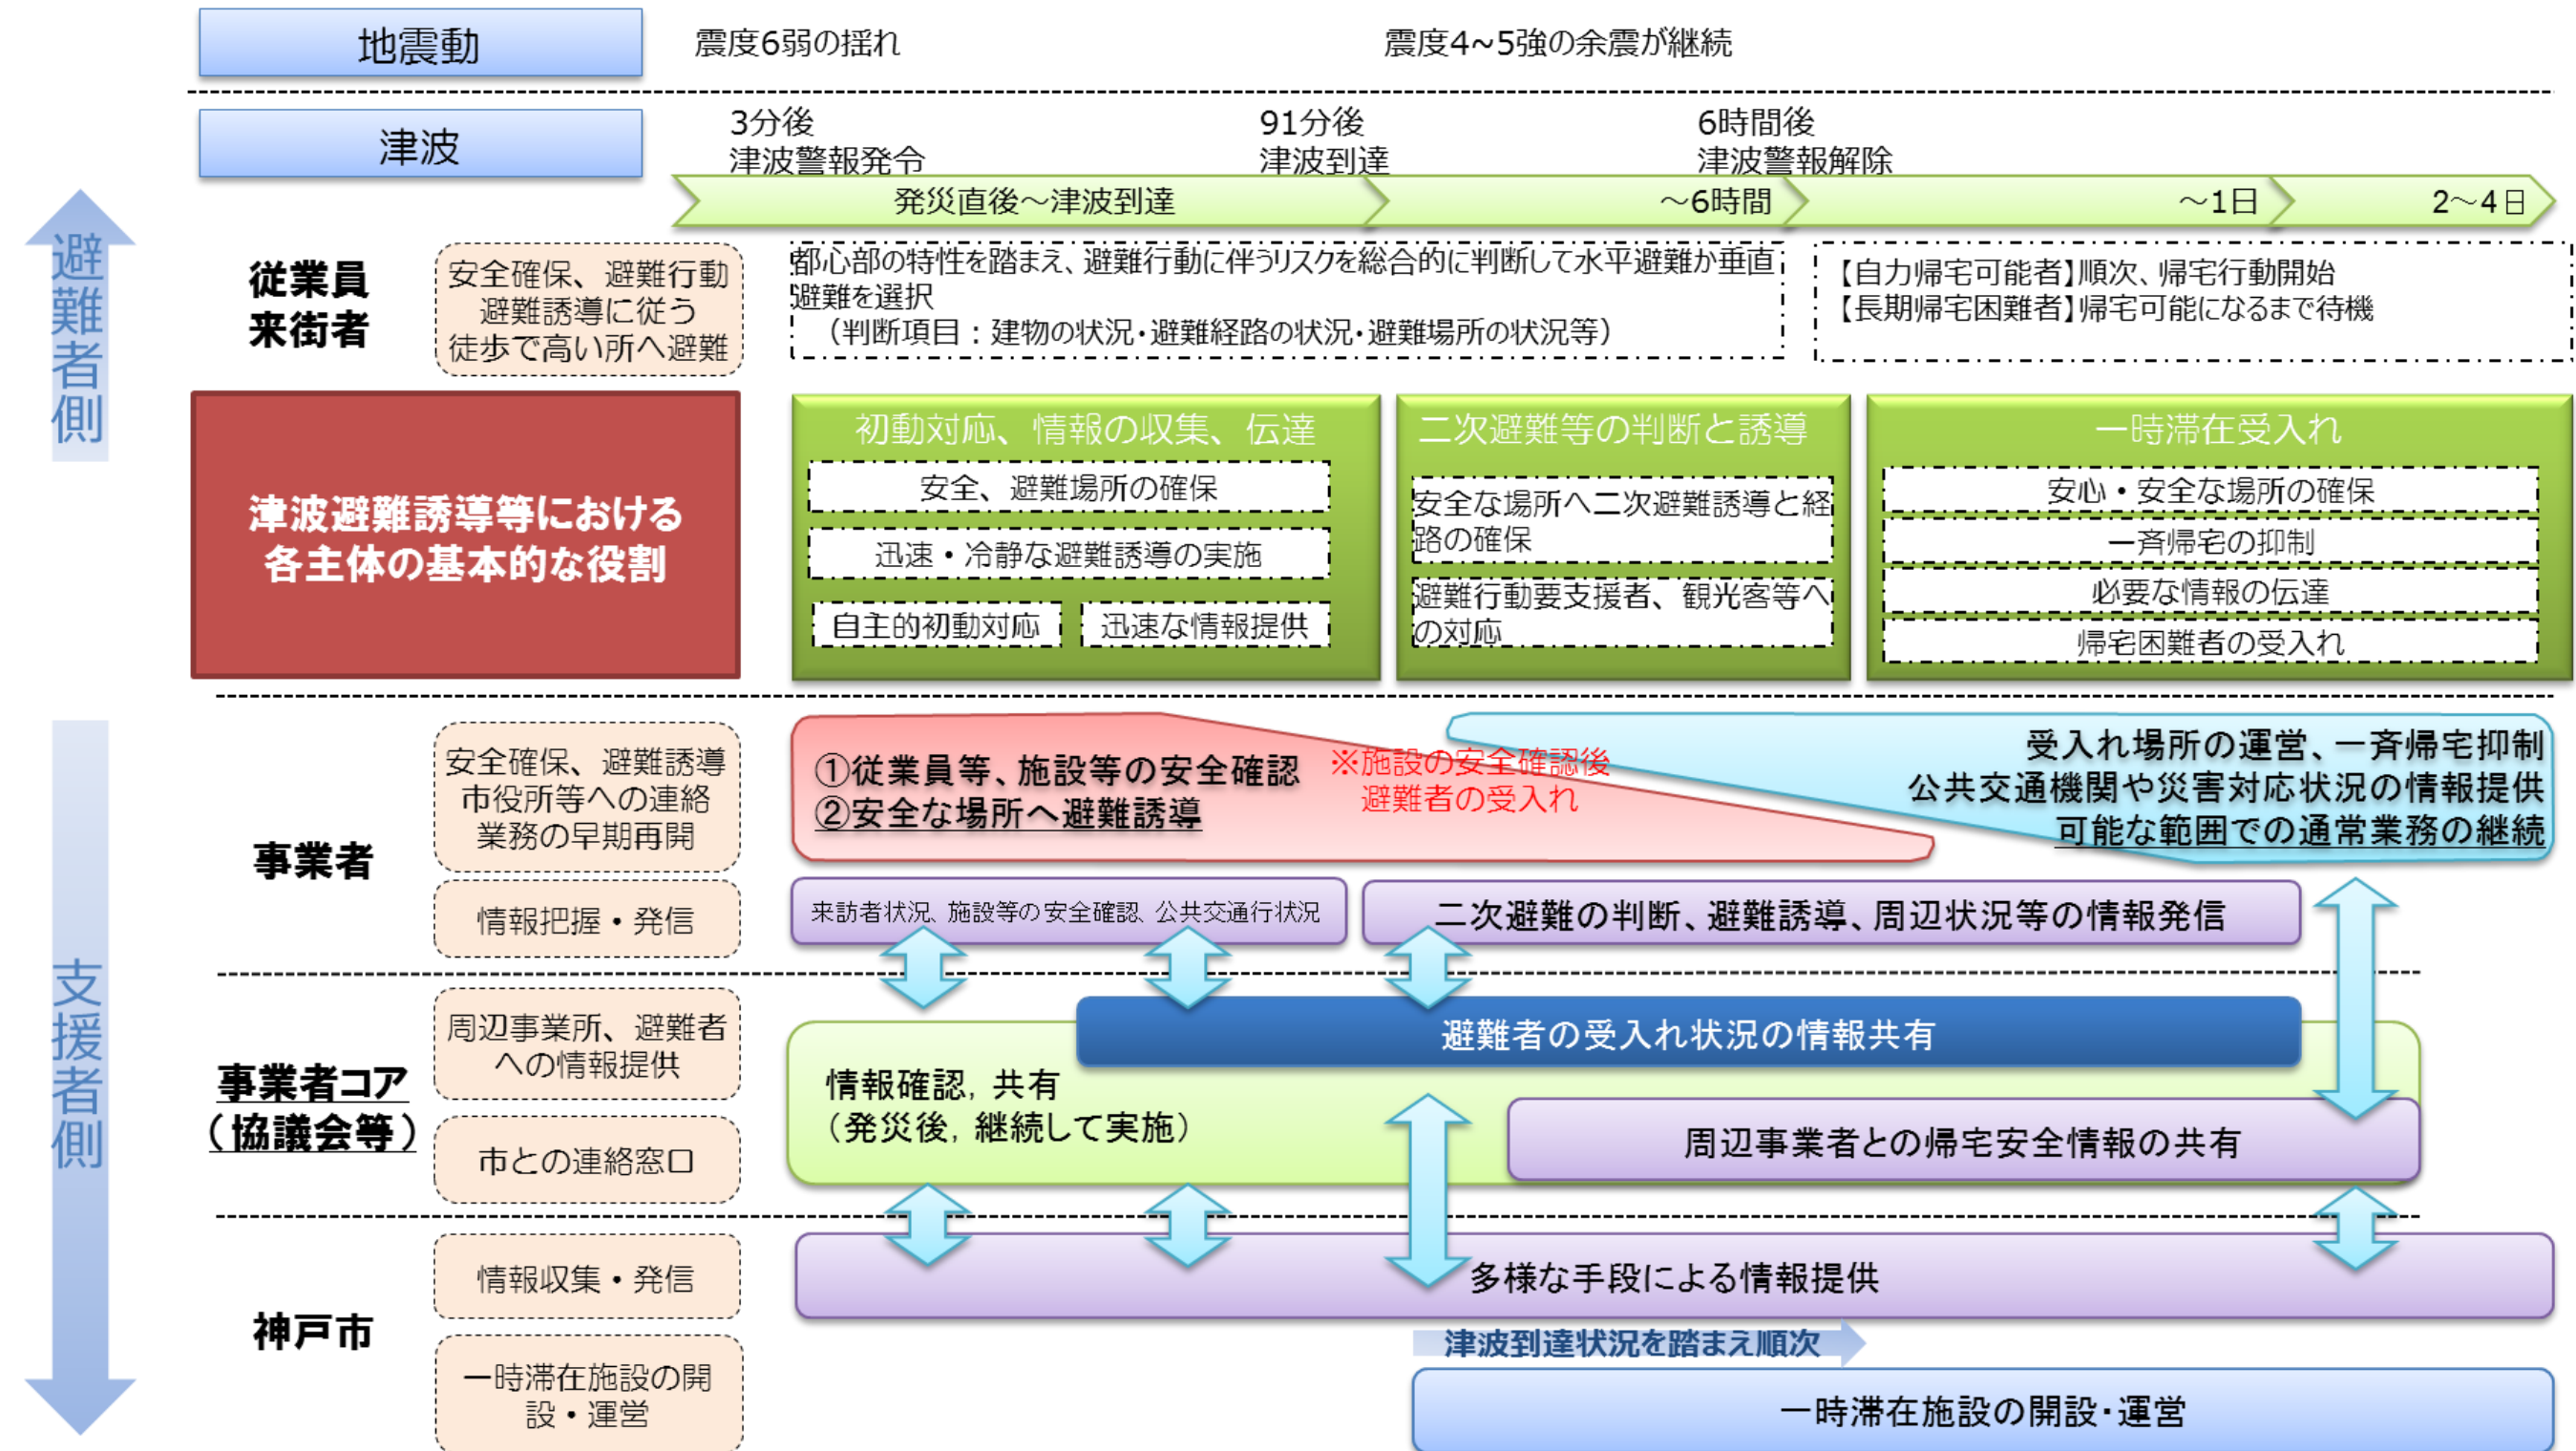 地震動
震度6弱の揺れ
震度4~5強の余震が継続
津波
3分後
津波警報発令
91分後
津波到達
6時間後
津波警報解除
発災直後～津波到達
～6時間
～1日
2～4日
避難者側
従業員
来街者
安全確保、避難行動
避難誘導に従う
徒歩で高い所へ避難
都心部の特性を踏まえ、避難行動に伴うリスクを総合的に判断して水平避難か垂直
避難を選択
（判断項目：建物の状況・避難経路の状況・避難場所の状況等）
【自力帰宅可能者】順次、帰宅行動開始
【長期帰宅困難者】帰宅可能になるまで待機
津波避難誘導等における
各主体の基本的な役割
初動対応、情報の収集、伝達
安全、避難場所の確保
迅速・冷静な避難誘導の実施
自主的初動対応
迅速な情報提供
二次避難等の判断と誘導
安全な場所へ二次避難誘導と経
路の確保
避難行動要支援者、観光客等へ
の対応
一時滞在受入れ
安心・安全な場所の確保
一斉帰宅の抑制
必要な情報の伝達
帰宅困難者の受入れ
支援者側
事業者
安全確保、避難誘導
市役所等への連絡
業務の早期再開
情報把握・発信
①従業員等、施設等の安全確認
②安全な場所へ避難誘導
※施設の安全確認後
避難者の受入れ
受入れ場所の運営、一斉帰宅抑制
公共交通機関や災害対応状況の情報提供
可能な範囲での通常業務の継続
来訪者状況、施設等の安全確認、公共交通行状況
二次避難の判断、避難誘導、周辺状況等の情報発信
事業者コア
（協議会等）
周辺事業所、避難者
への情報提供
市との連絡窓口
避難者の受入れ状況の情報共有
情報確認，共有
（発災後，継続して実施）
周辺事業者との帰宅安全情報の共有
神戸市
情報収集・発信
一時滞在施設の開
設・運営
多様な手段による情報提供
津波到達状況を踏まえ順次
一時滞在施設の開設・運営